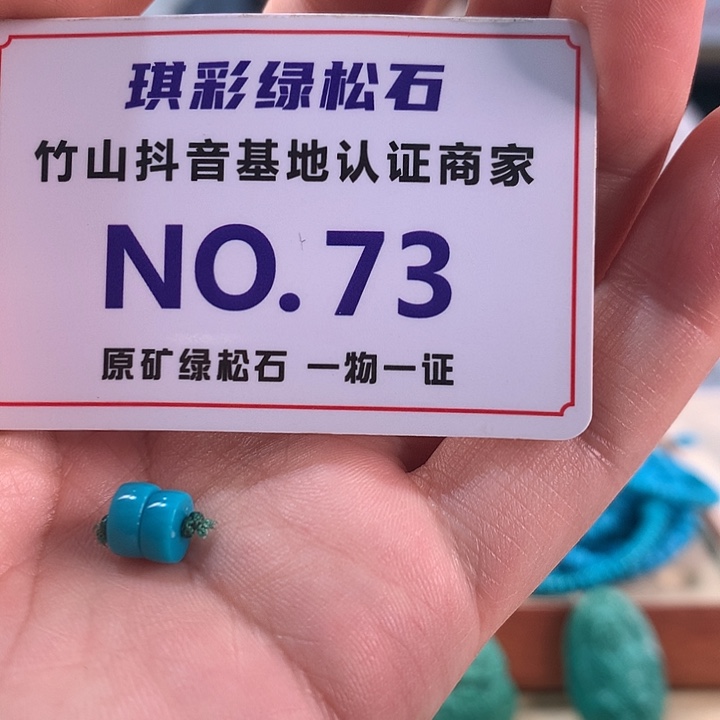 琪彩绿松石
竹山抖音基地认证商家
NO.73
原矿绿松石 一物一证